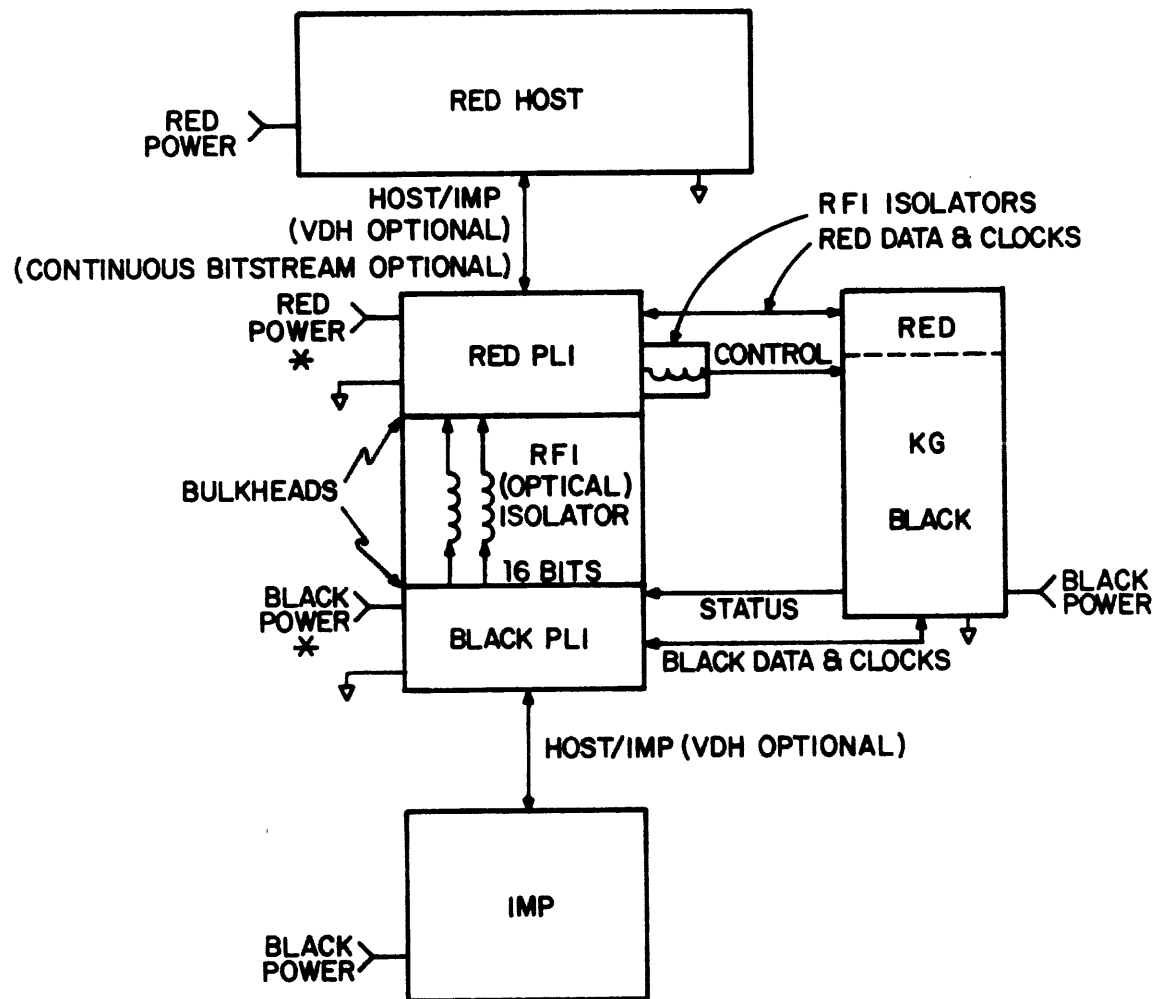 RED HOST
RED
POWER
HOST/IMP
(VDH OPTIONAL)
(CONTINUOUS BITSTREAM OPTIONAL)
RFI ISOLATORS
RED DATA & CLOCKS
RED
POWER
*
RED PLI
CONTROL
RED
KG
BLACK
BULKHEADS
RFI
(OPTICAL)
ISOLATOR
16 BITS
BLACK
POWER
*
BLACK PLI
STATUS
BLACK DATA & CLOCKS
BLACK
POWER
HOST/IMP (VDH OPTIONAL)
IMP
BLACK
POWER